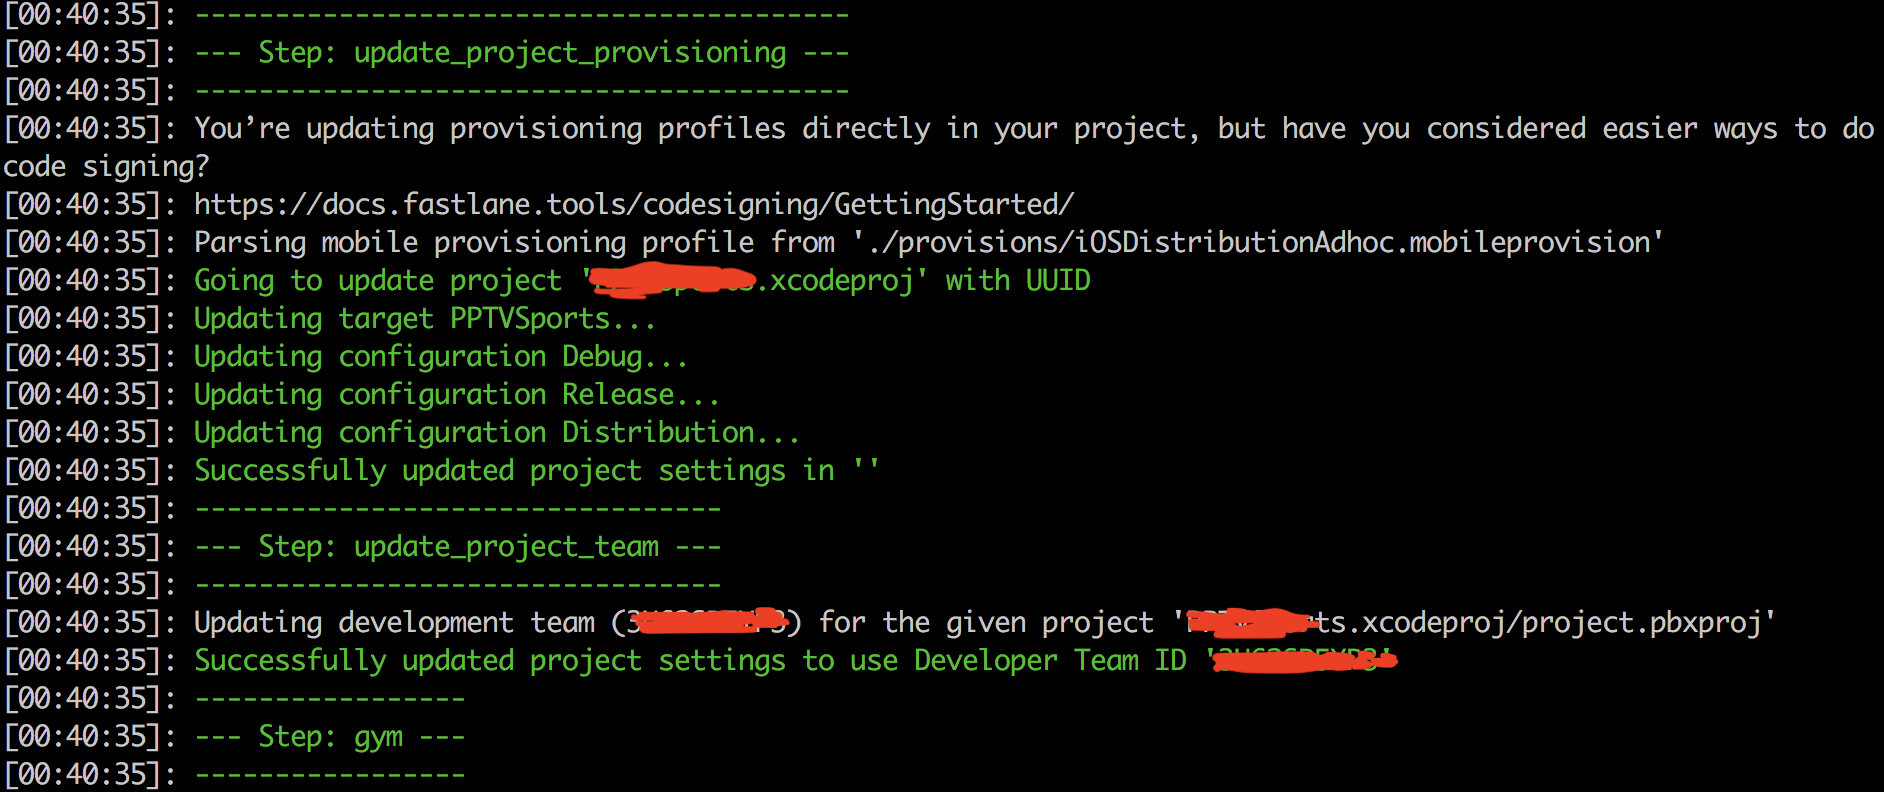 [00:40:35]: -----------------------------------------
[00:40:35]: --- Step: update_project_provisioning ---
[00:40:35]: -----------------------------------------
[00:40:35]: You’re updating provisioning profiles directly in your project, but have you considered easier ways to do
code signing?
[00:40:35]: https://docs.fastlane.tools/codesigning/GettingStarted/
[00:40:35]: Parsing mobile provisioning profile from './provisions/iOSDistributionAdhoc.mobileprovision'
[00:40:35]: Going to update project '.xcodeproj' with UUID
[00:40:35]: Updating target PPTVSports...
[00:40:35]: Updating configuration Debug...
[00:40:35]: Updating configuration Release...
[00:40:35]: Updating configuration Distribution...
[00:40:35]: Successfully updated project settings in ''
[00:40:35]: ---------------------------------
[00:40:35]: --- Step: update_project_team ---
[00:40:35]: ---------------------------------
[00:40:35]: Updating development team () for the given project 'ts.xcodeproj/project.pbxproj'
[00:40:35]: Successfully updated project settings to use Developer Team ID '
[00:40:35]: -----------------
[00:40:35]: --- Step: gym ---
[00:40:35]: -----------------